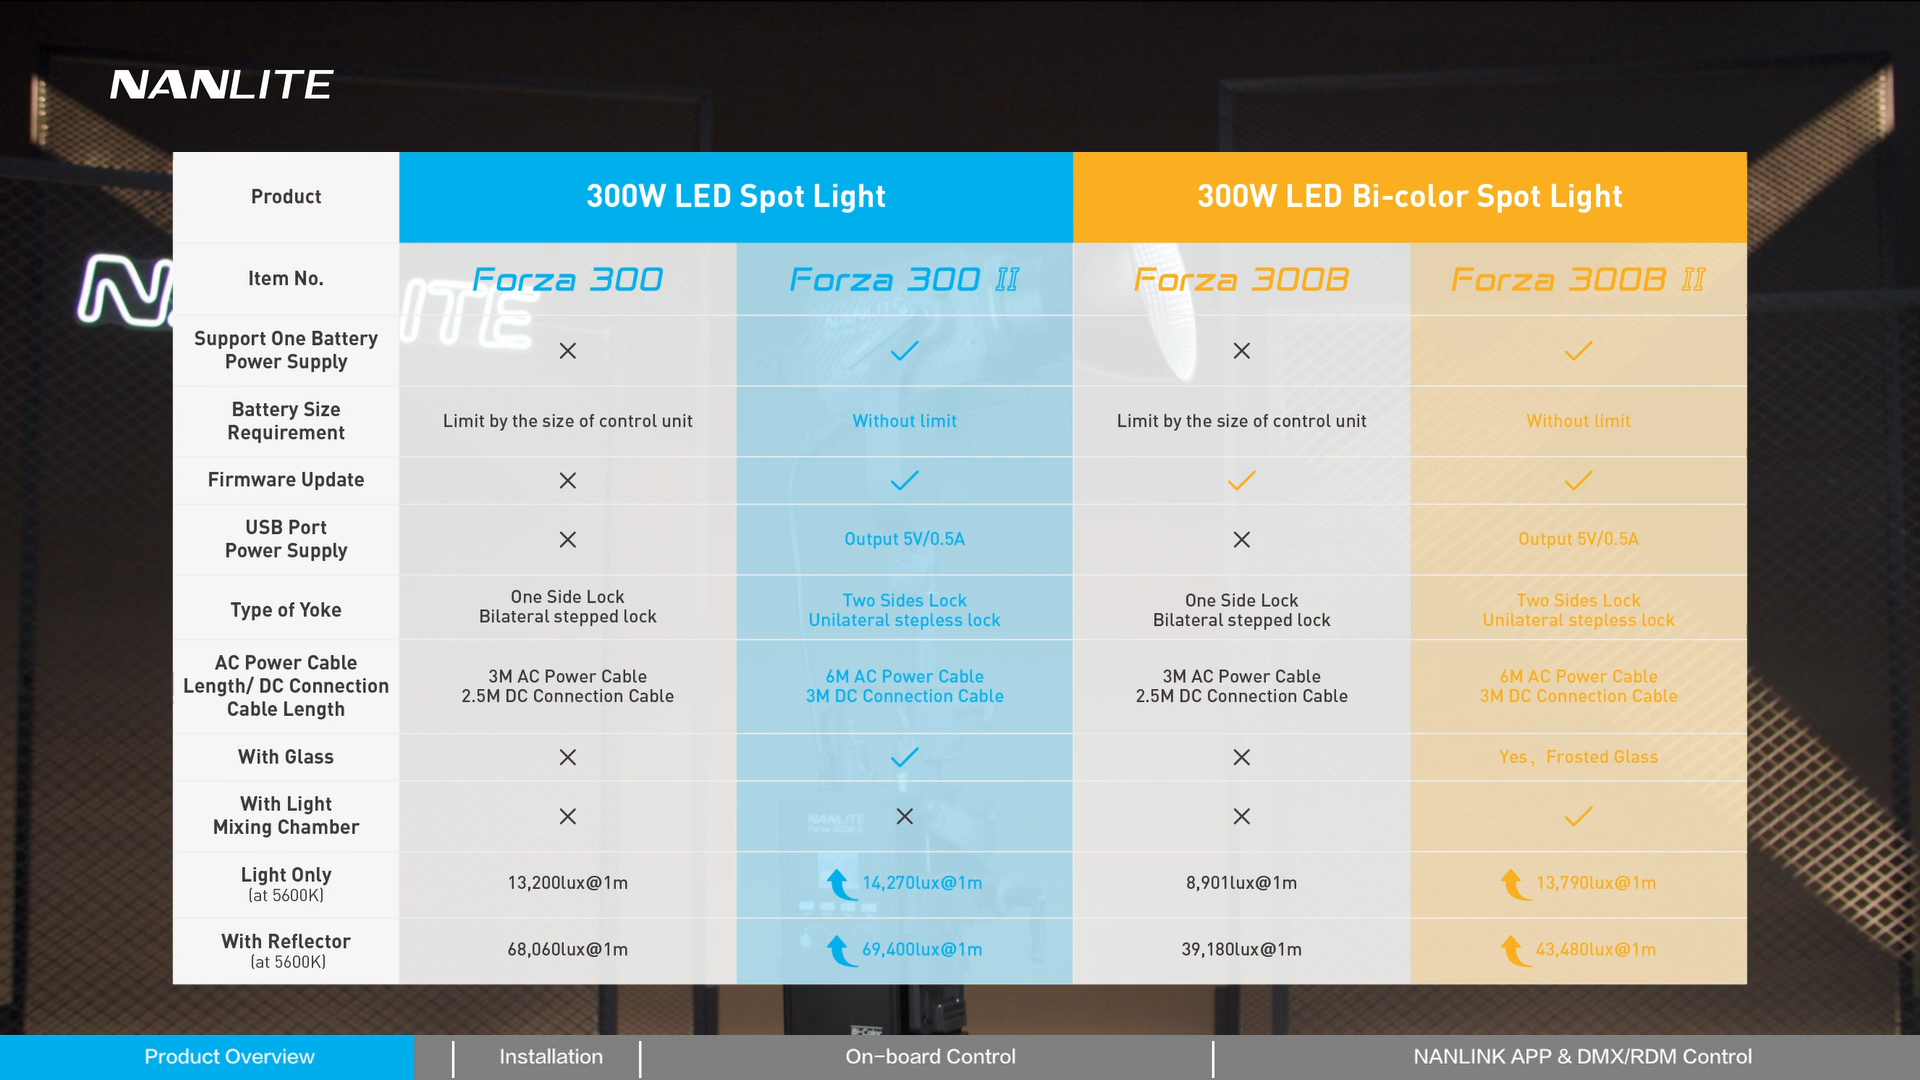 NANLITE
Product
300W LED Spot Light
300W LED Bi-color Spot Light
Item No.
Forza 300
Forza 300 II
Forza 300B
Forza 300B II
Support One Battery
Power Supply
Battery Size
Requirement
Limit by the size of control unit
Without limit
Limit by the size of control unit
Without limit
Firmware Update
USB Port
Power Supply
Output 5V/0.5A
Output 5V/0.5A
Type of Yoke
One Side Lock
Bilateral stepped lock
Two Sides Lock
Unilateral stepless lock
One Side Lock
Bilateral stepped lock
Two Sides Lock
Unilateral stepless lock
AC Power Cable
Length/ DC Connection
Cable Length
3M AC Power Cable
2.5M DC Connection Cable
6M AC Power Cable
3M DC Connection Cable
3M AC Power Cable
2.5M DC Connection Cable
6M AC Power Cable
3M DC Connection Cable
With Glass
Yes, Frosted Glass
With Light
Mixing Chamber
NANLITE
Light Only
(at 5600K)
13,200lux@1m
14,270lux@1m
8,901lux@1m
13,790lux@1m
With Reflector
(at 5600K)
68,060lux@1m
69,400lux@1m
39,180lux@1m
43,480lux@1m
Bi-Color
Product Overview
Installation
On-board Control
NANLINK APP & DMX/RDM Control